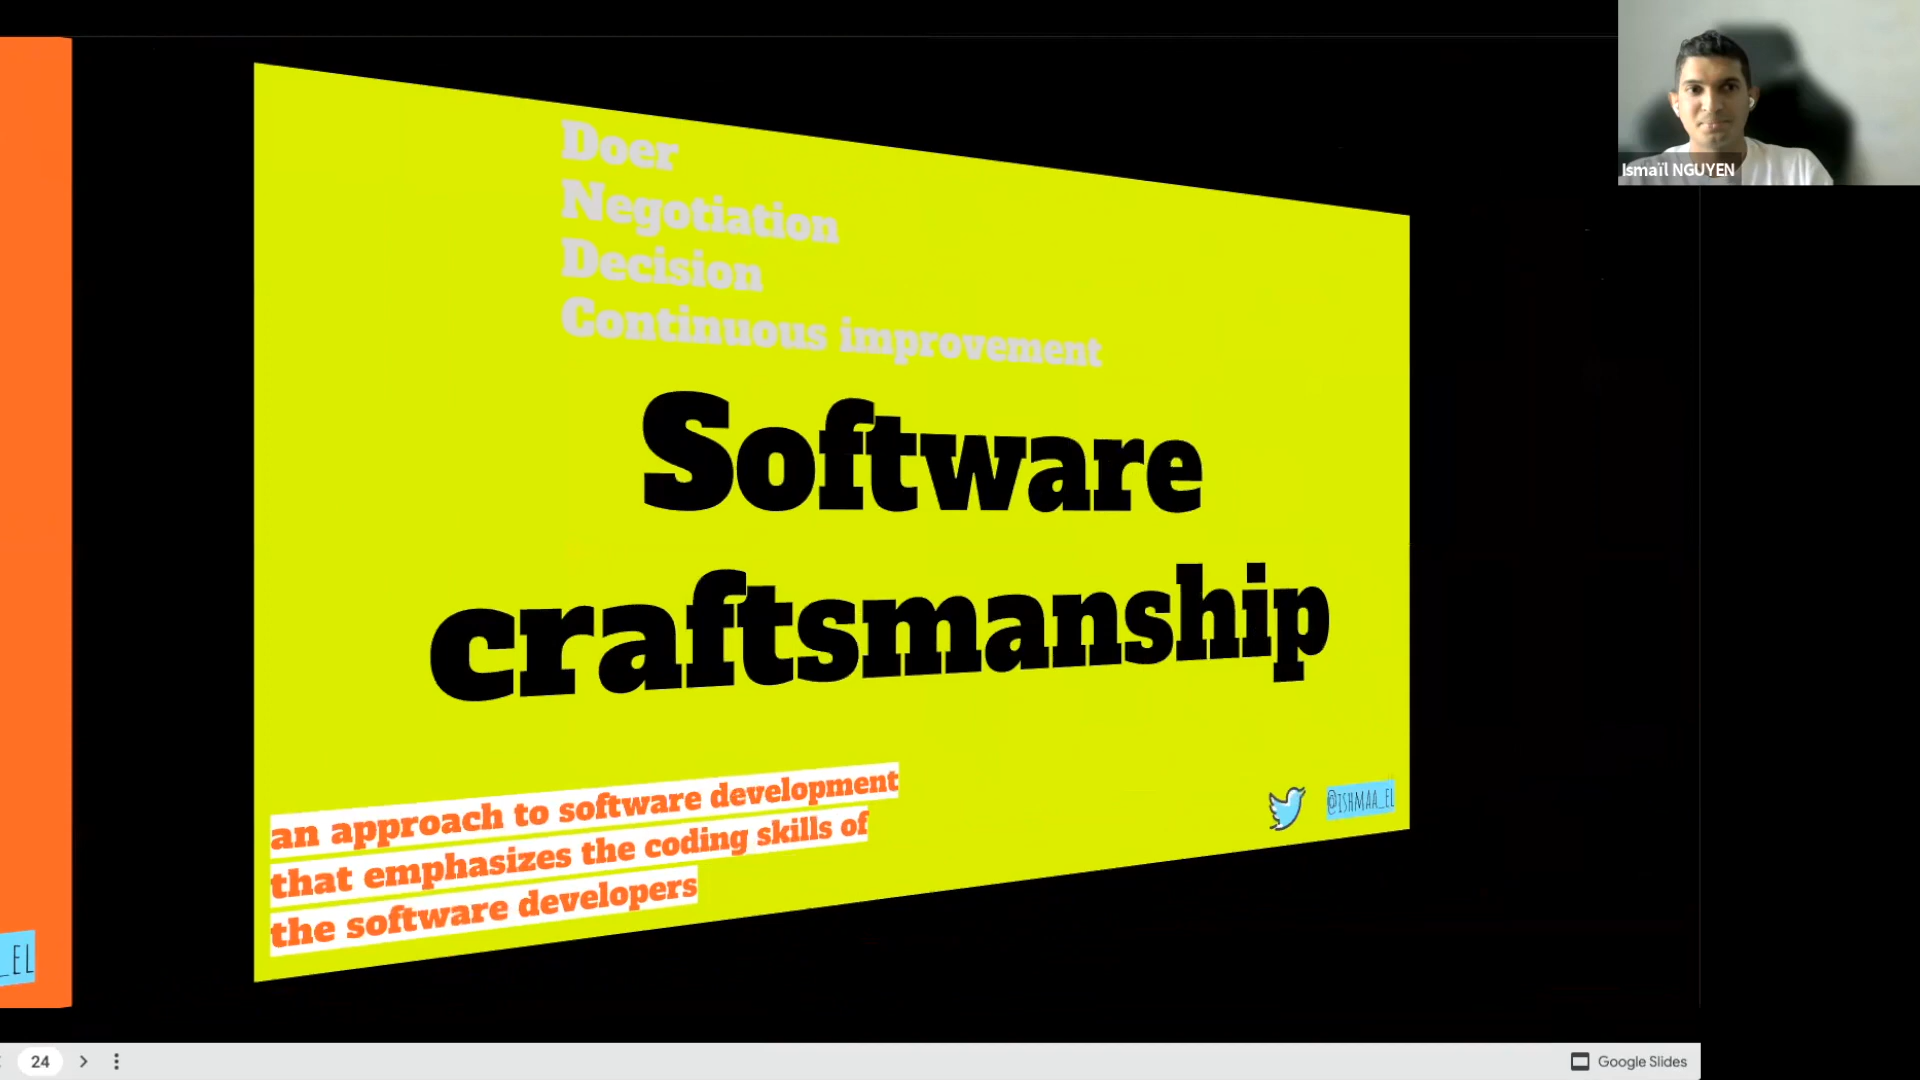 Doer
Negotiation
Decision
Continuous improvement
Software
craftsmanship
an approach to software development
that emphasizes the coding skills of
the software developers
@ISHMAA_EL
_EL
Ismaïl NGUYEN
24
Google Slides